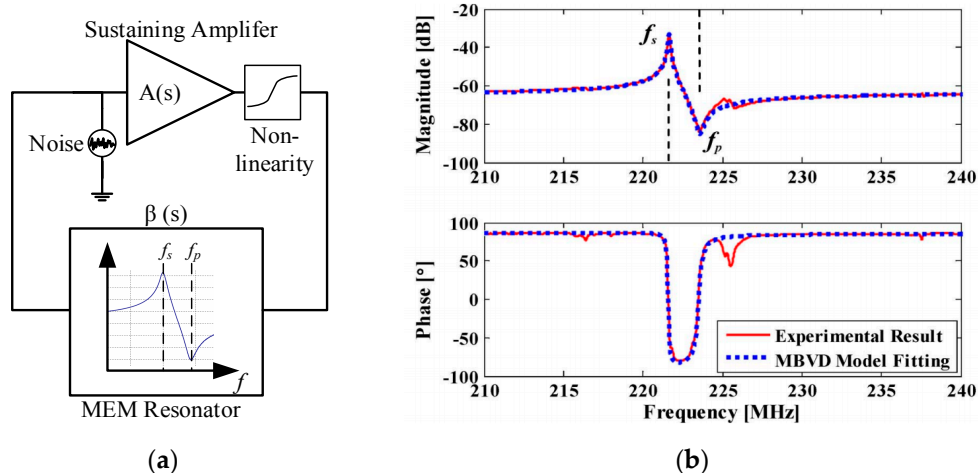 Sustaining Amplifer
A(s)
Noise
Non-
linearity
β (s)
fs fp
f
MEM Resonator
(a)
Magnitude [dB]
-20
-40
-60
-80
-100
fs
fp
210 215 220 225 230 235 240
Phase [°]
100
50
0
-50
-100
Experimental Result
MBVD Model Fitting
210 215 220 225 230 235 240
Frequency [MHz]
(b)